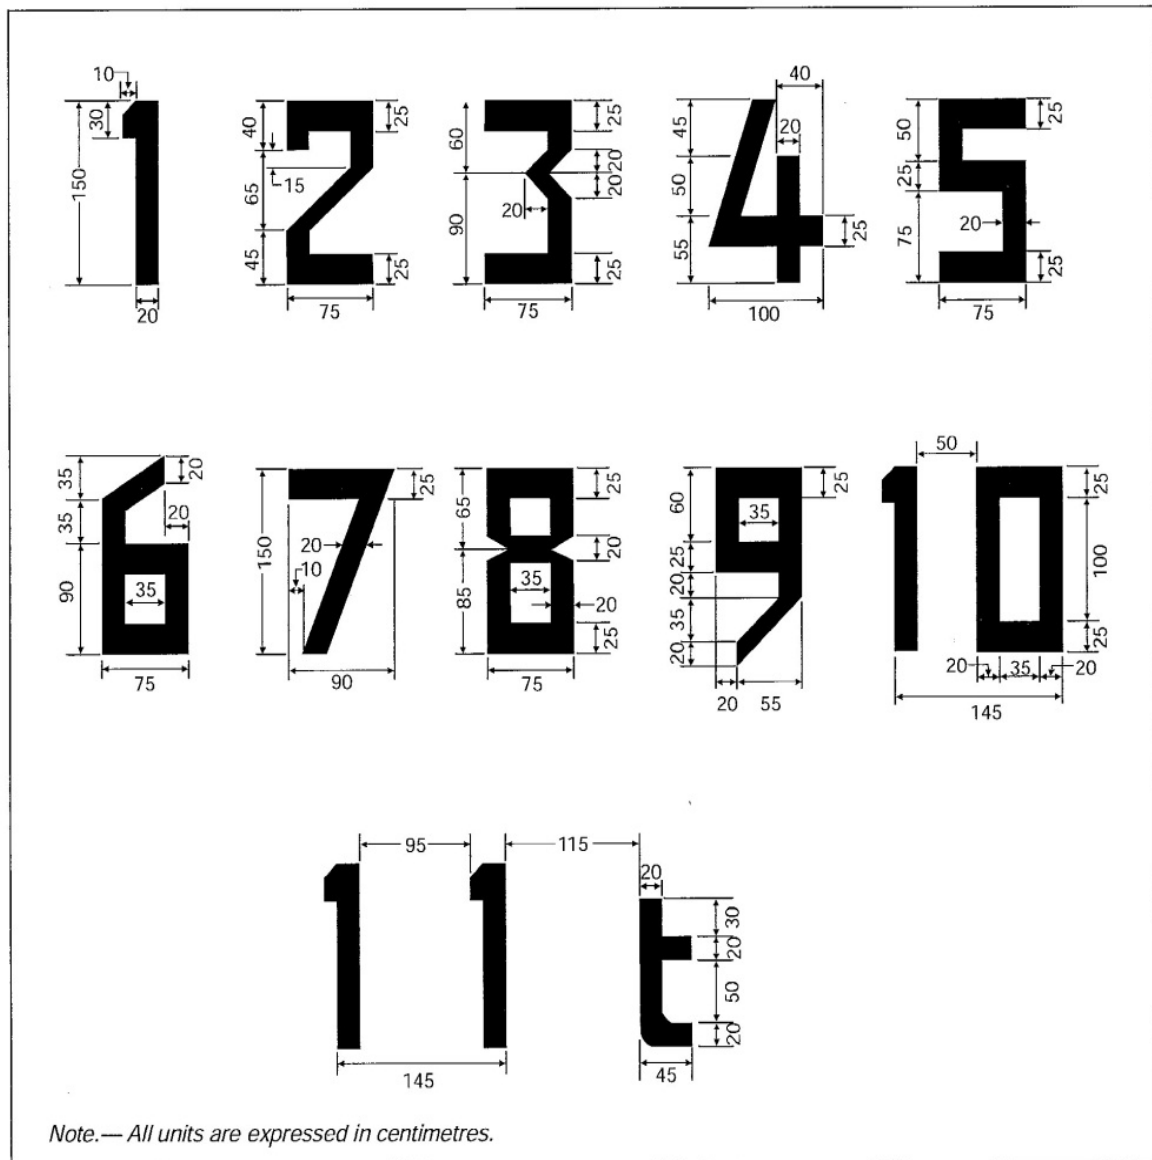 10 40
30 150 20
1
40 15 65 45 25 25 75
2
60 90 25 20 20 20 25 75
3
45 50 55 20 25 100
4
50 25 75 25 20 25 75
5
35 35 90 20 20 35 75
6
150 25 20 10 90
7
65 85 25 20 35 20 25 75
8
60 25 20 35 20 25 35 20 55
9
50 25 100 25 20 35 20 145
10
95 115 20 30 20 50 20 145 45
11 t
Note.— All units are expressed in centimetres.